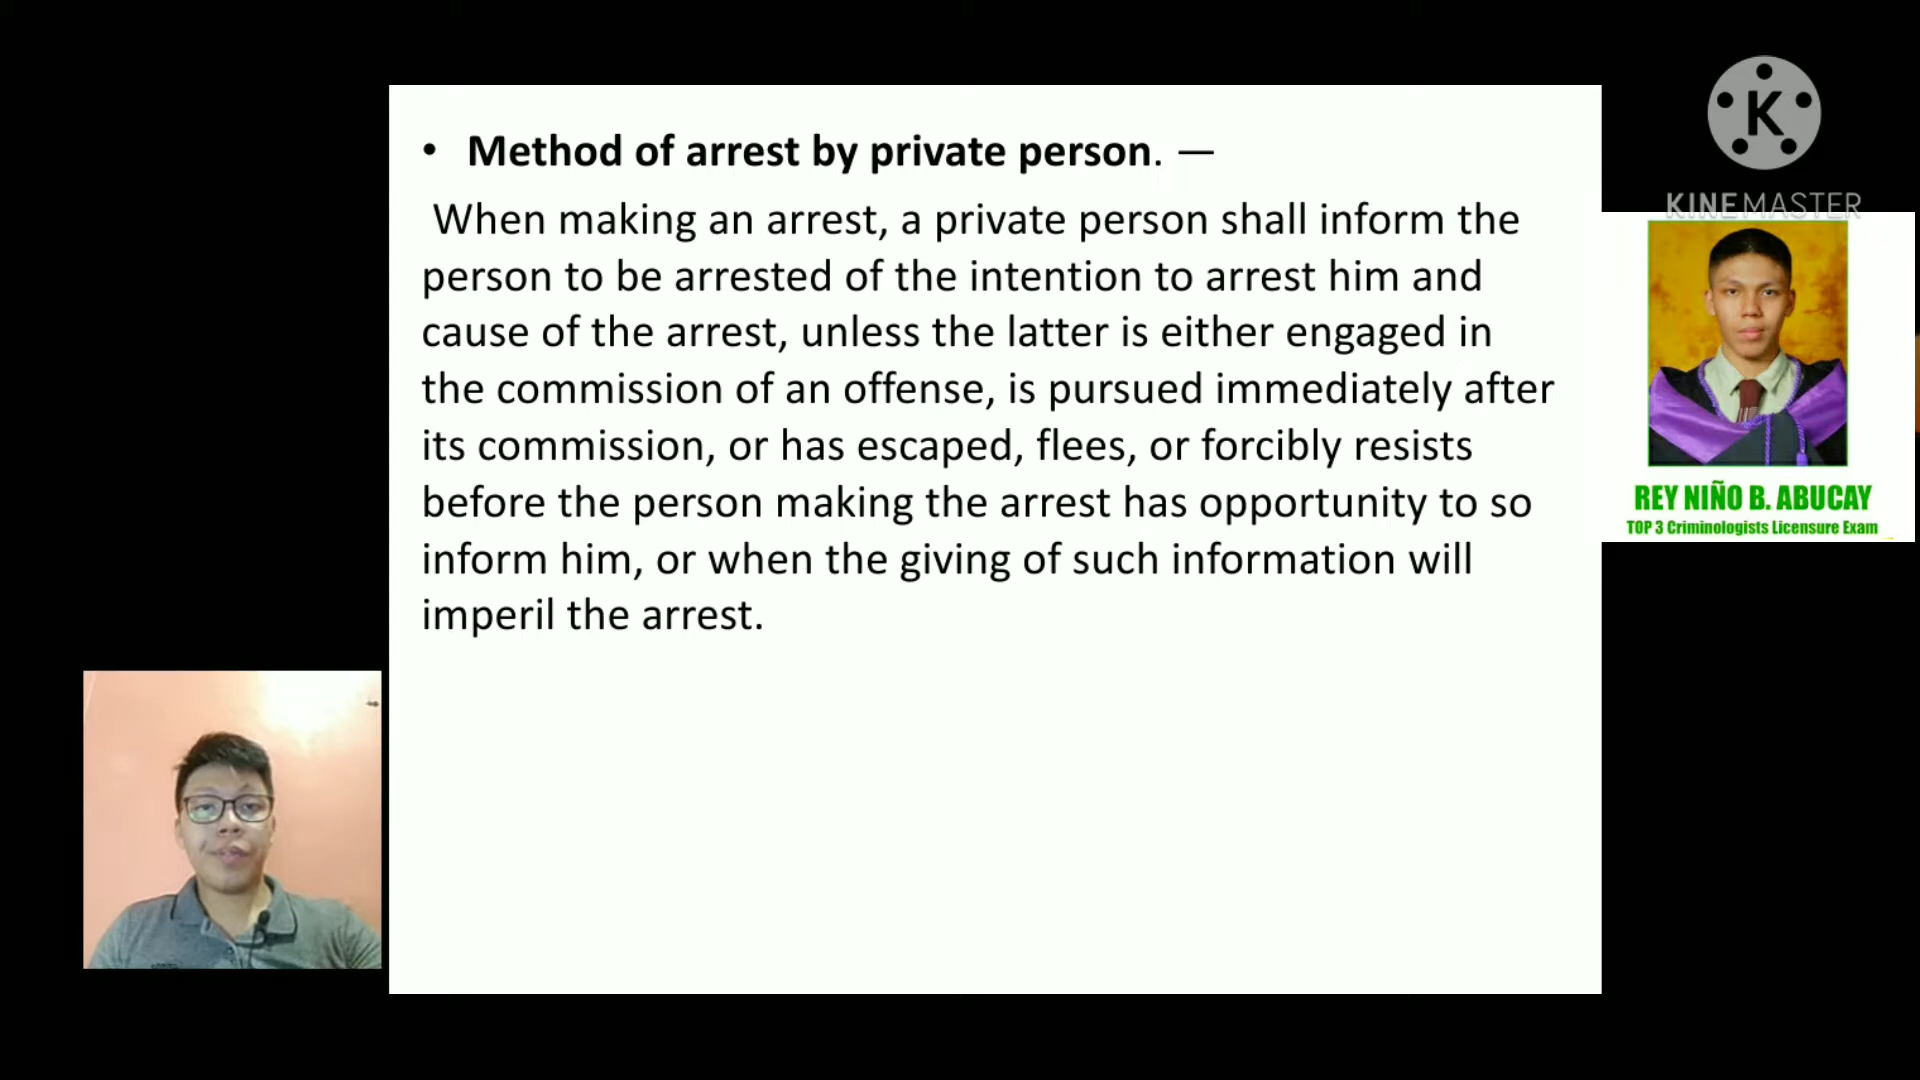 • Method of arrest by private person. —
When making an arrest, a private person shall inform the
person to be arrested of the intention to arrest him and
cause of the arrest, unless the latter is either engaged in
the commission of an offense, is pursued immediately after
its commission, or has escaped, flees, or forcibly resists
before the person making the arrest has opportunity to so
inform him, or when the giving of such information will
imperil the arrest.
K
KINEMASTER
REY NIÑO B. ABUCAY
TOP 3 Criminologists Licensure Exam